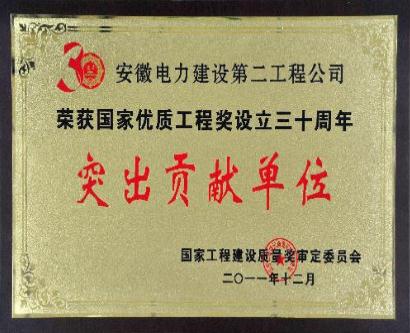 30
安徽电力建设第二工程公司
荣获国家优质工程奖设立三十周年
突出贡献单位
国家工程建设质量奖审定委员会
二〇一一年十二月